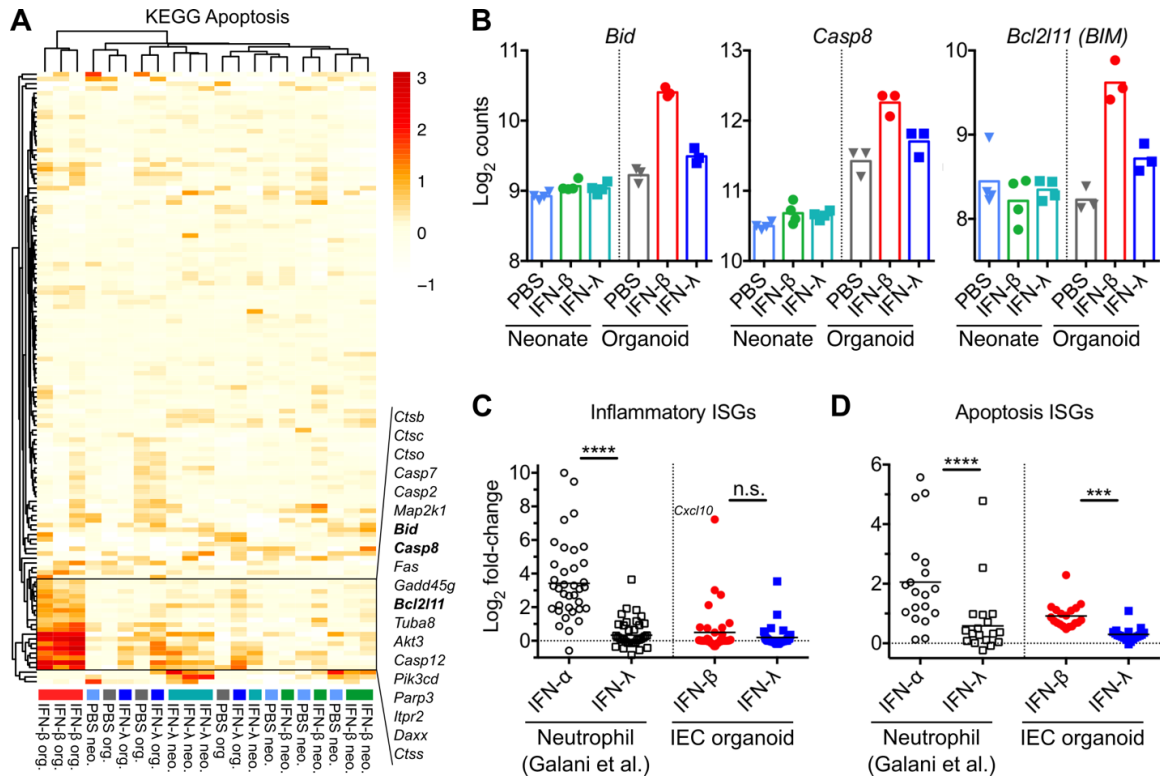 A
KEGG Apoptosis
3
2
1
0
−1
Ctsb
Ctsc
Ctso
Casp7
Casp2
Map2k1
Bid
Casp8
Fas
Gadd45g
Bcl2l11
Tuba8
Akt3
Casp12
Pik3cd
Parp3
Itpr2
Daxx
Ctss
IFN-β org.
IFN-β org.
IFN-β org.
PBS neo.
PBS org.
IFN-λ org.
PBS org.
IFN-λ org.
IFN-λ neo.
IFN-λ neo.
IFN-λ neo.
PBS org
IFN-λ org.
IFN-λ neo.
PBS neo.
IFN-β neo.
PBS neo.
IFN-β neo.
PBS neo.
IFN-β neo.
IFN-β neo.
B
Bid
Log2 counts
11
10
9
8
PBS
IFN-β
IFN-λ
PBS
IFN-β
IFN-λ
Neonate
Organoid
Casp8
13
12
11
10
PBS
IFN-β
IFN-λ
PBS
IFN-β
IFN-λ
Neonate
Organoid
Bcl2l11 (BIM)
10
9
8
PBS
IFN-β
IFN-λ
PBS
IFN-β
IFN-λ
Neonate
Organoid
C
Inflammatory ISGs
Log2 fold-change
10
8
6
4
2
0
****
n.s.
Cxcl10
IFN-α
IFN-λ
IFN-β
IFN-λ
Neutrophil
(Galani et al.)
IEC organoid
D
Apoptosis ISGs
6
4
2
0
****
***
IFN-α
IFN-λ
IFN-β
IFN-λ
Neutrophil
(Galani et al.)
IEC organoid